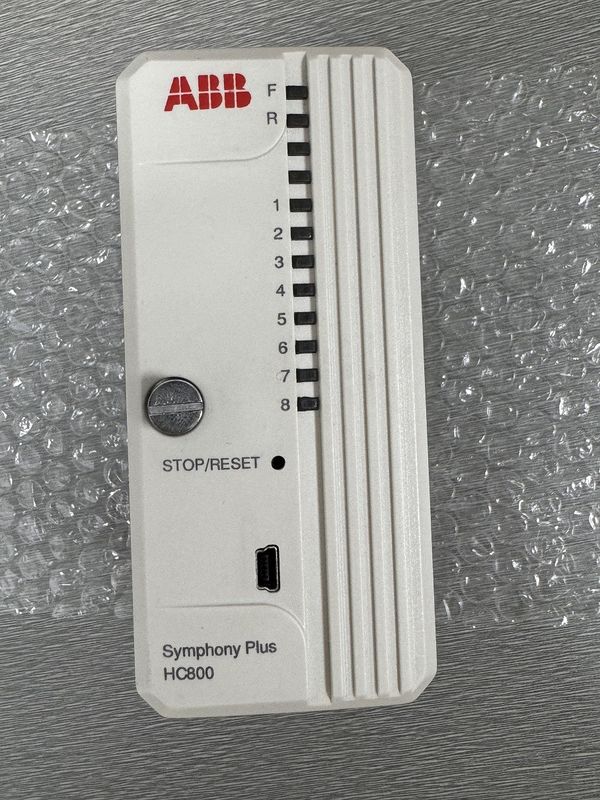 ABB
F
R
1
2
3
4
5
6
7
8
STOP/RESET
Symphony Plus
HC800